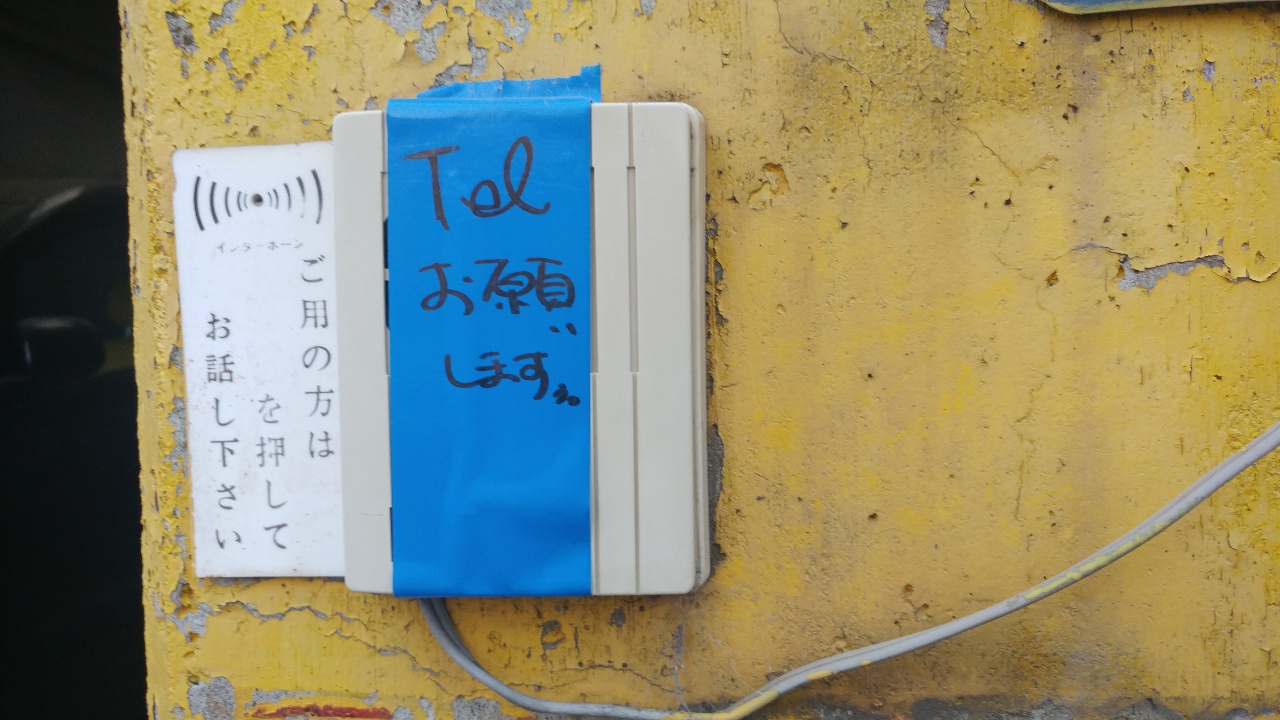 インターホーン
ご用の方は
を押して
お話し下さい
Tel
お願い
します。